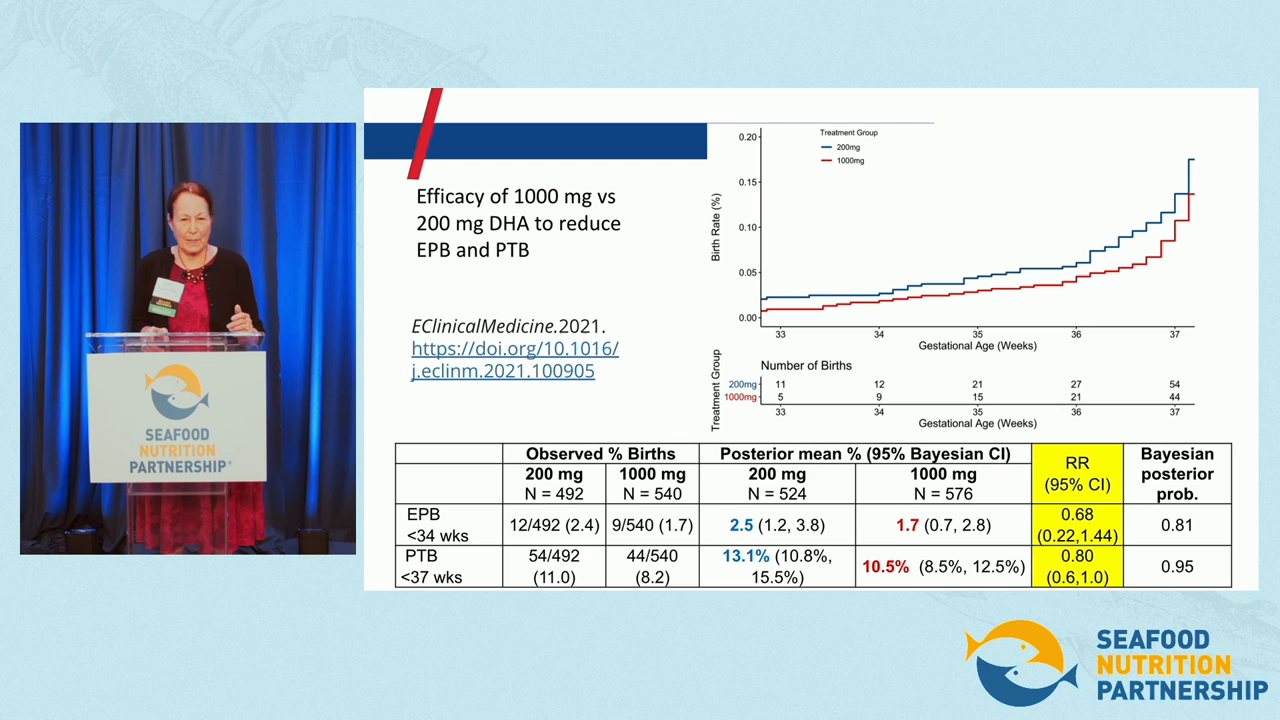 Efficacy of 1000 mg vs
200 mg DHA to reduce
EPB and PTB
EClinicalMedicine.2021.
https://doi.org/10.1016/
j.eclinm.2021.100905
Treatment Group
200mg
1000mg
Birth Rate (%)
0.20
0.15
0.10
0.05
0.00
33 34 35 36 37
Gestational Age (Weeks)
Number of Births
Treatment Group
200mg 11 12 21 27 54
1000mg 5 9 15 21 44
33 34 35 36 37
Gestational Age (Weeks)
Observed % Births Posterior mean % (95% Bayesian CI) RR (95% CI) Bayesian posterior prob.
200 mg N = 492 1000 mg N = 540 200 mg N = 524 1000 mg N = 576
EPB <34 wks 12/492 (2.4) 9/540 (1.7) 2.5 (1.2, 3.8) 1.7 (0.7, 2.8) 0.68 (0.22,1.44) 0.81
PTB <37 wks 54/492 (11.0) 44/540 (8.2) 13.1% (10.8%, 15.5%) 10.5% (8.5%, 12.5%) 0.80 (0.6,1.0) 0.95
SEAFOOD
NUTRITION
PARTNERSHIP®
SEAFOOD
NUTRITION
PARTNERSHIP